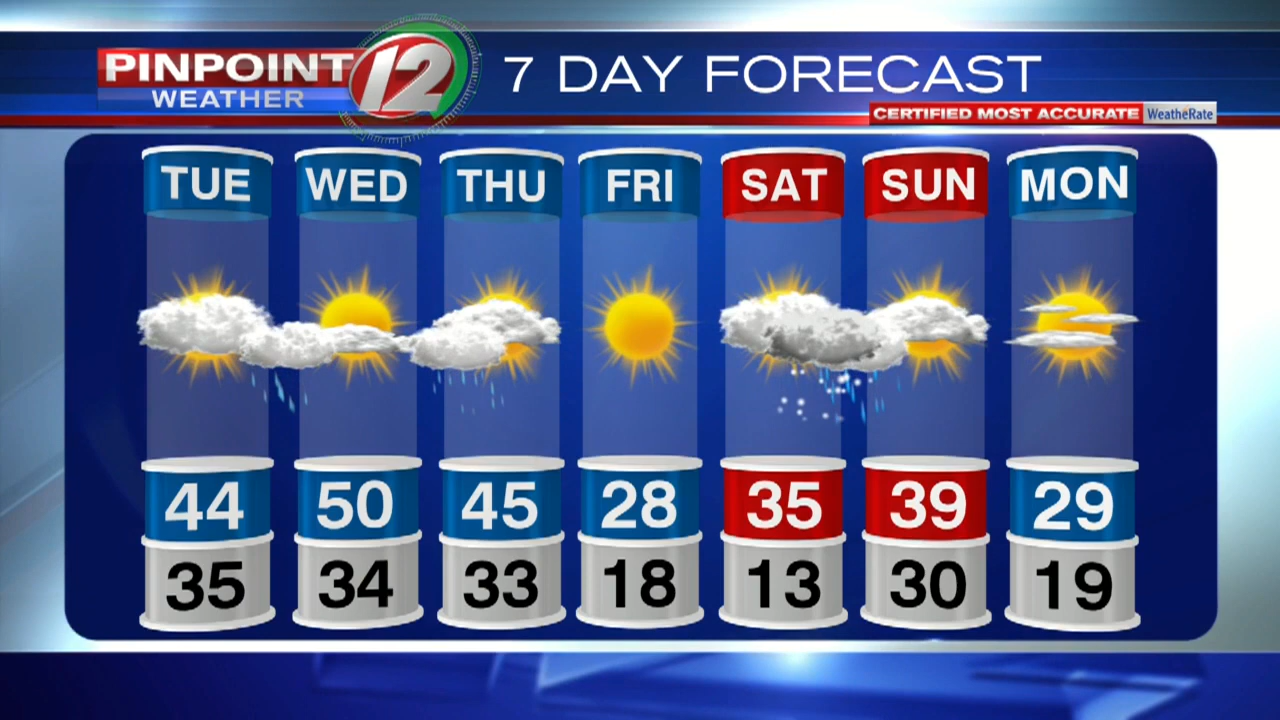 PINPOINT 12
WEATHER
7 DAY FORECAST
CERTIFIED MOST ACCURATE WeatheRate
TUE WED THU FRI SAT SUN MON
44 50 45 28 35 39 29
35 34 33 18 13 30 19